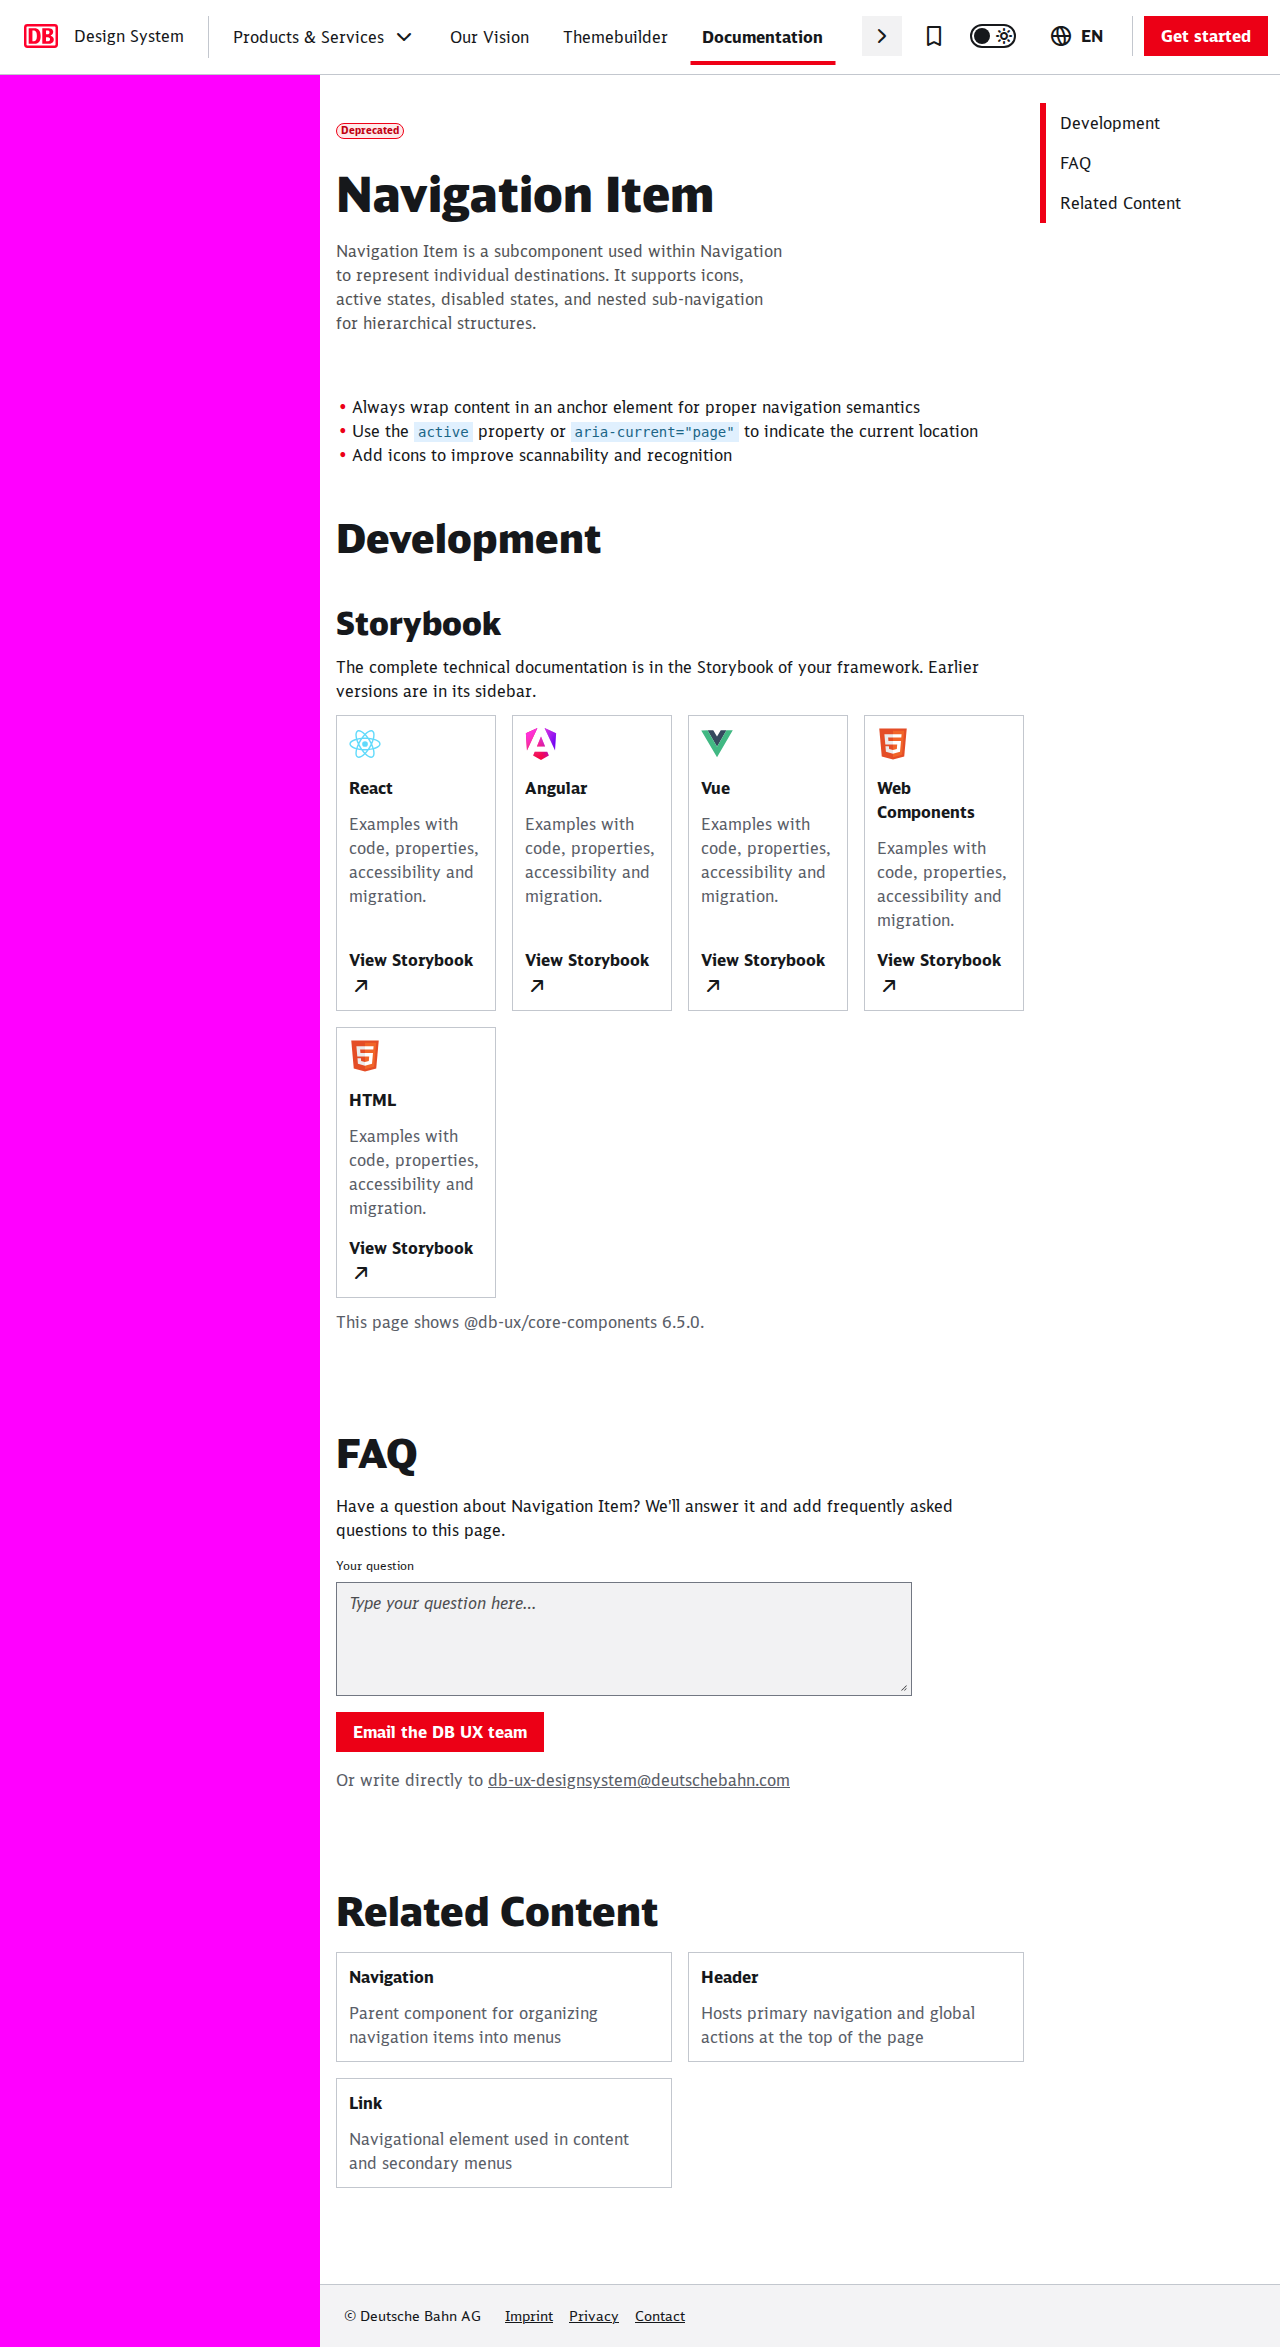 DB Design System Products & Services Our Vision Themebuilder Documentation EN Get started
Deprecated
Navigation Item
Navigation Item is a subcomponent used within Navigation
to represent individual destinations. It supports icons,
active states, disabled states, and nested sub-navigation
for hierarchical structures.
Development
FAQ
Related Content
• Always wrap content in an anchor element for proper navigation semantics
• Use the active property or aria-current="page" to indicate the current location
• Add icons to improve scannability and recognition
Development
Storybook
The complete technical documentation is in the Storybook of your framework. Earlier
versions are in its sidebar.
React
Examples with
code, properties,
accessibility and
migration.
View Storybook
Angular
Examples with
code, properties,
accessibility and
migration.
View Storybook
Vue
Examples with
code, properties,
accessibility and
migration.
View Storybook
Web
Components
Examples with
code, properties,
accessibility and
migration.
View Storybook
HTML
Examples with
code, properties,
accessibility and
migration.
View Storybook
This page shows @db-ux/core-components 6.5.0.
FAQ
Have a question about Navigation Item? We'll answer it and add frequently asked
questions to this page.
Your question
Type your question here...
Email the DB UX team
Or write directly to db-ux-designsystem@deutschebahn.com
Related Content
Navigation
Parent component for organizing
navigation items into menus
Header
Hosts primary navigation and global
actions at the top of the page
Link
Navigational element used in content
and secondary menus
© Deutsche Bahn AG Imprint Privacy Contact